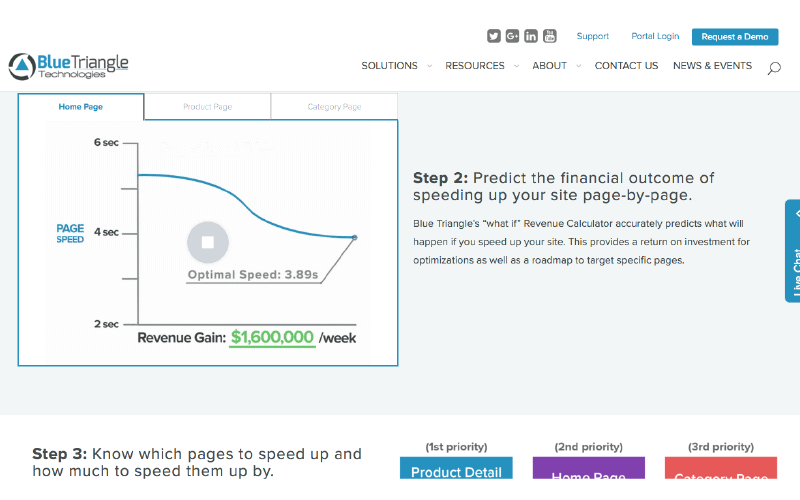 Support
Portal Login
Request a Demo
BlueTriangle
Technologies
SOLUTIONS
RESOURCES
ABOUT
CONTACT US
NEWS & EVENTS
Home Page
Product Page
Category Page
6 sec
PAGE
SPEED
4 sec
Optimal Speed: 3.89s
2 sec
Revenue Gain: $1,600,000 /week
Step 2: Predict the financial outcome of
speeding up your site page-by-page.
Blue Triangle's "what if" Revenue Calculator accurately predicts what will
happen if you speed up your site. This provides a return on investment for
optimizations as well as a roadmap to target specific pages.
Live Chat
Step 3: Know which pages to speed up and
how much to speed them up by.
(1st priority)
(2nd priority)
(3rd priority)
Product Detail
Home Page
Category Page